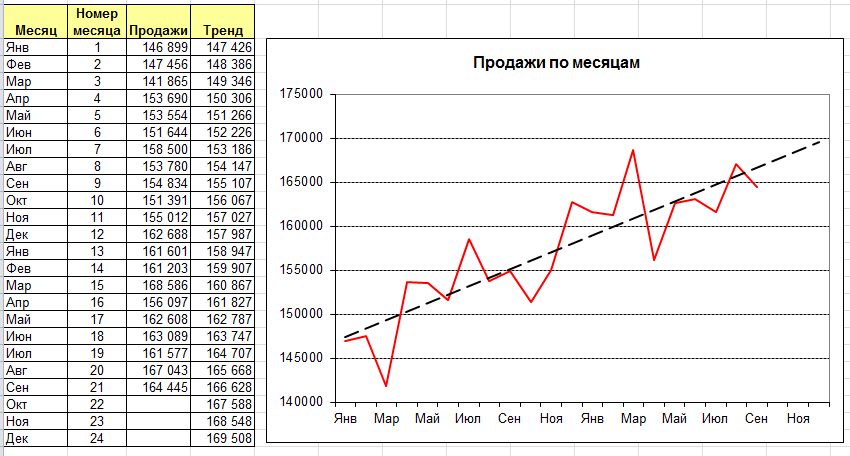 Месяц Номер месяца Продажи Тренд
Янв 1 146 899 147 426
Фев 2 147 456 148 386
Мар 3 141 865 149 346
Апр 4 153 690 150 306
Май 5 153 554 151 266
Июн 6 151 644 152 226
Июл 7 158 500 153 186
Авг 8 153 780 154 147
Сен 9 154 834 155 107
Окт 10 151 391 156 067
Ноя 11 155 012 157 027
Дек 12 162 688 157 987
Янв 13 161 601 158 947
Фев 14 161 203 159 907
Мар 15 168 586 160 867
Апр 16 156 097 161 827
Май 17 162 608 162 787
Июн 18 163 089 163 747
Июл 19 161 577 164 707
Авг 20 167 043 165 668
Сен 21 164 445 166 628
Окт 22 167 588
Ноя 23 168 548
Дек 24 169 508
Продажи по месяцам
175000
170000
165000
160000
155000
150000
145000
140000
Янв Мар Май Июл Сен Ноя Янв Мар Май Июл Сен Ноя